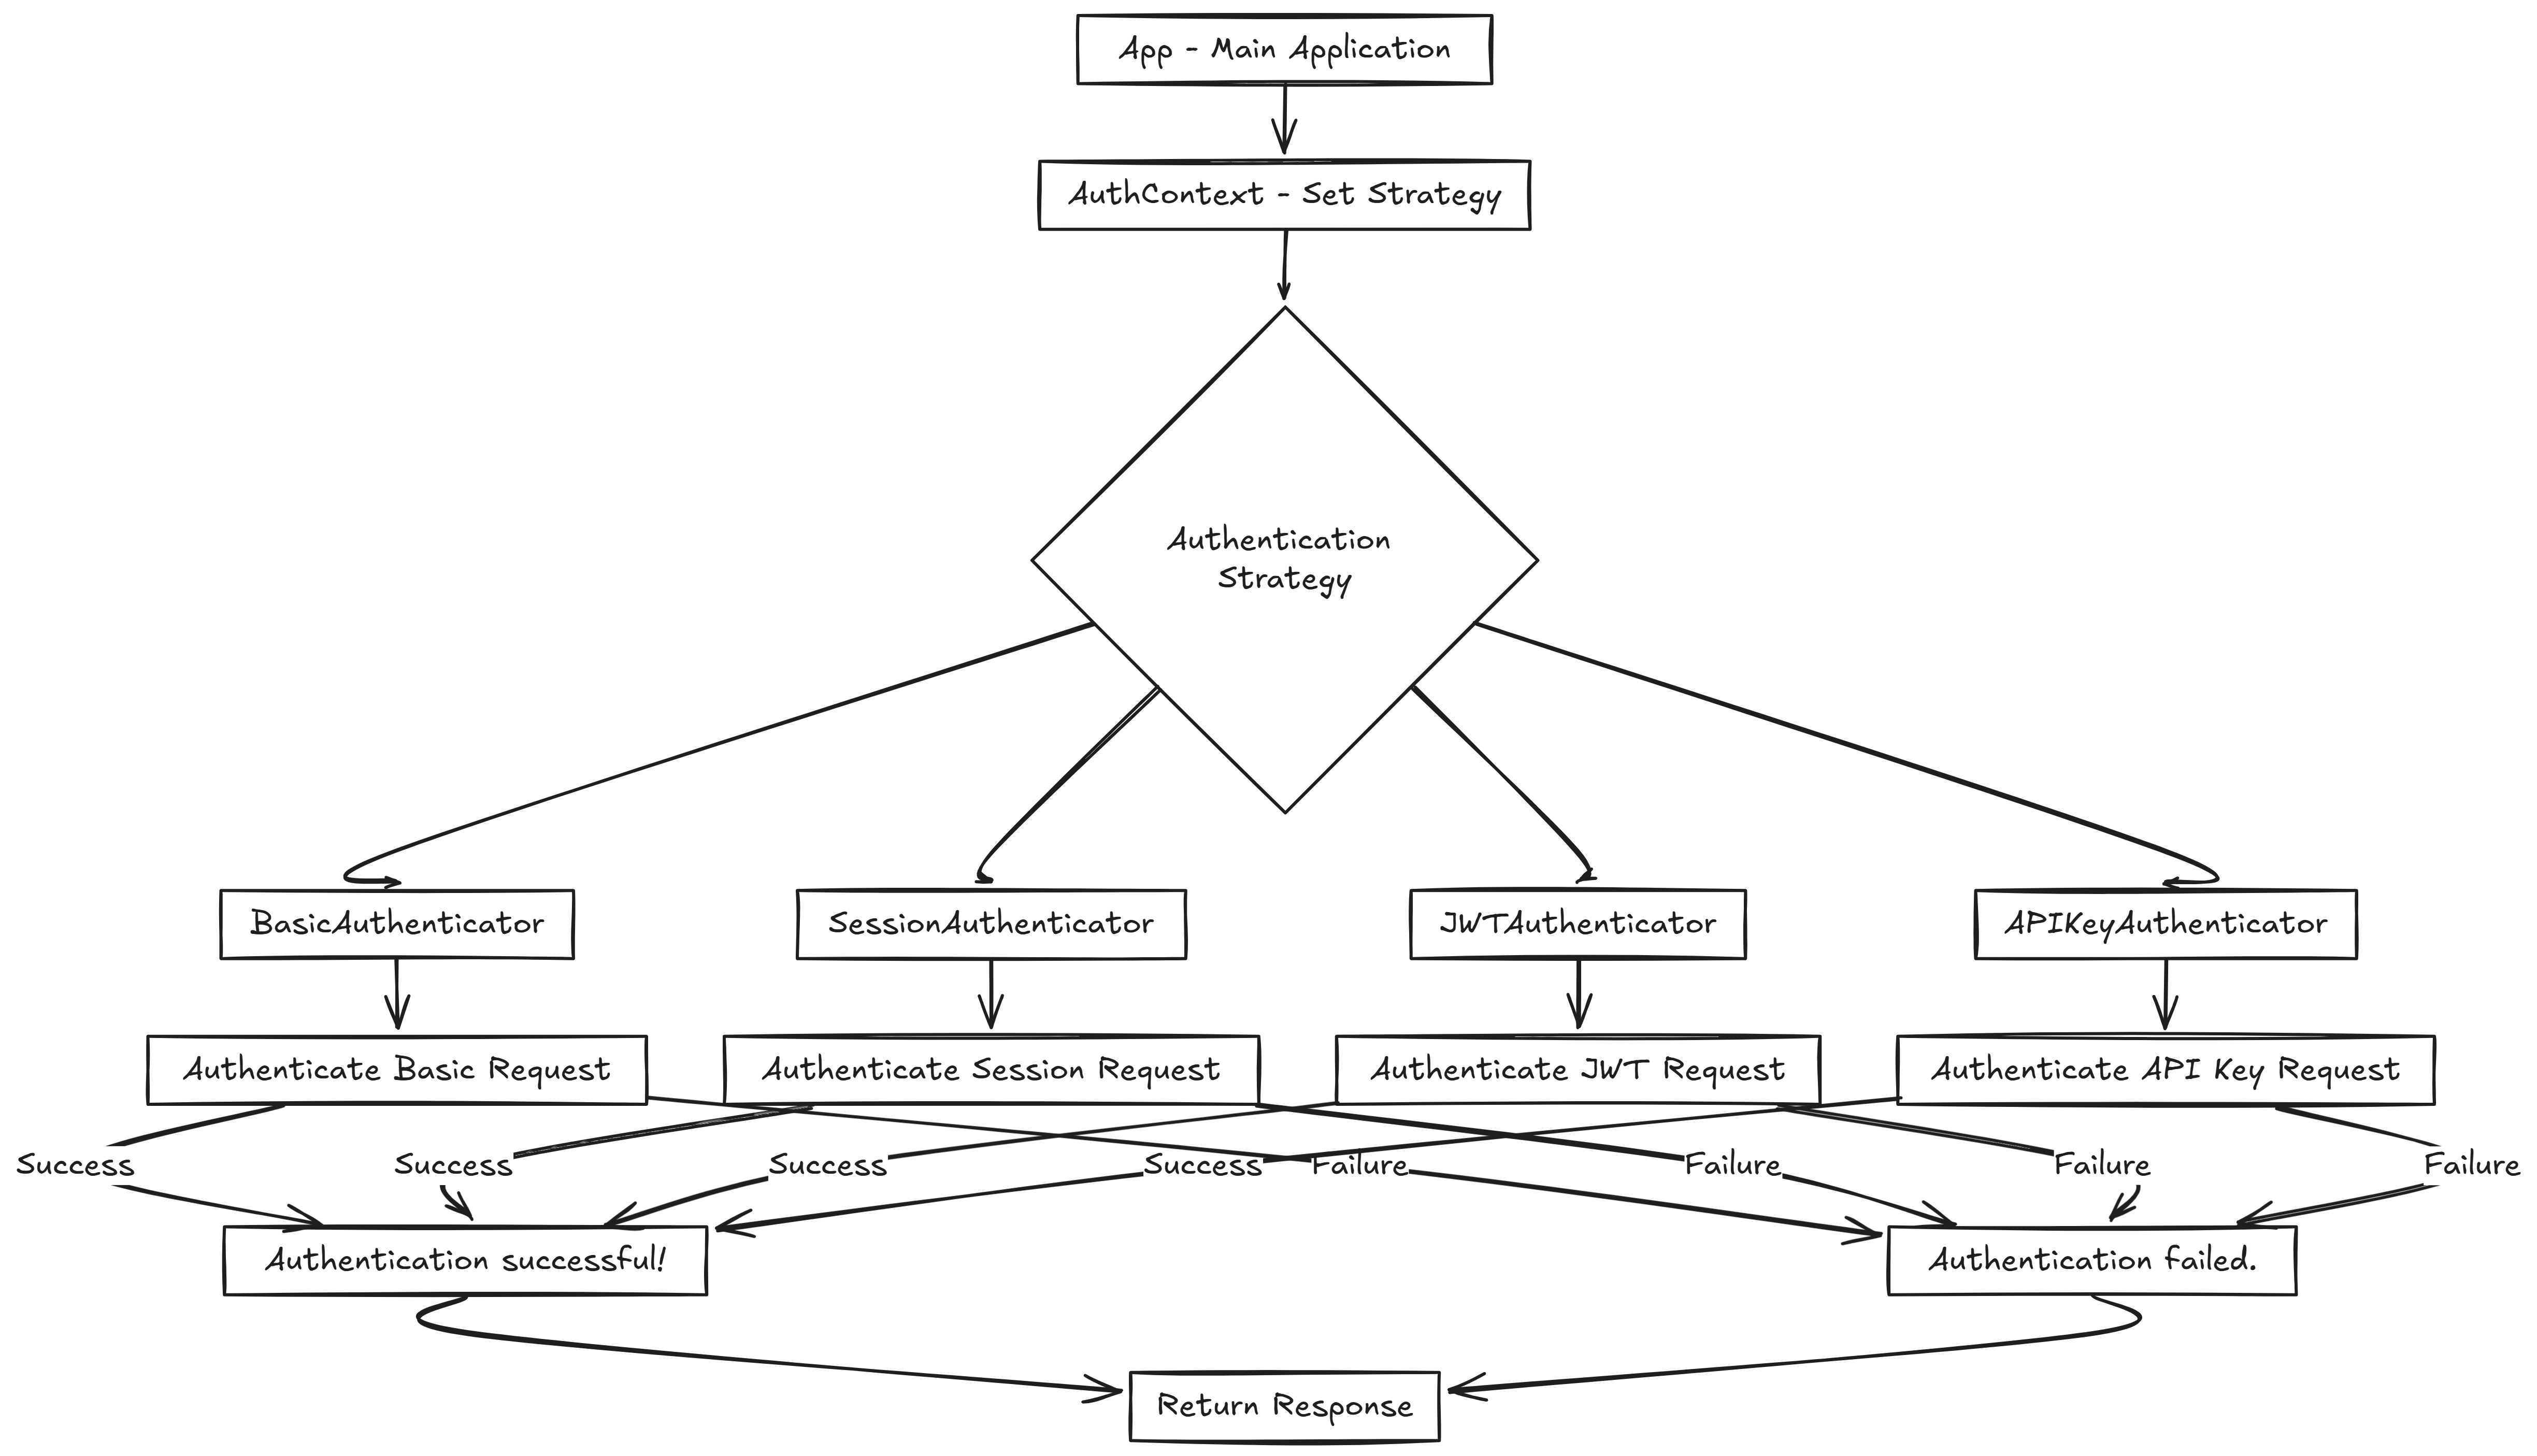 App - Main Application
AuthContext - Set Strategy
Authentication
Strategy
BasicAuthenticator
SessionAuthenticator
JWTAuthenticator
APIKeyAuthenticator
Authenticate Basic Request
Authenticate Session Request
Authenticate JWT Request
Authenticate API Key Request
Success
Success
Success
Success
Failure
Failure
Failure
Failure
Authentication successful!
Authentication failed.
Return Response